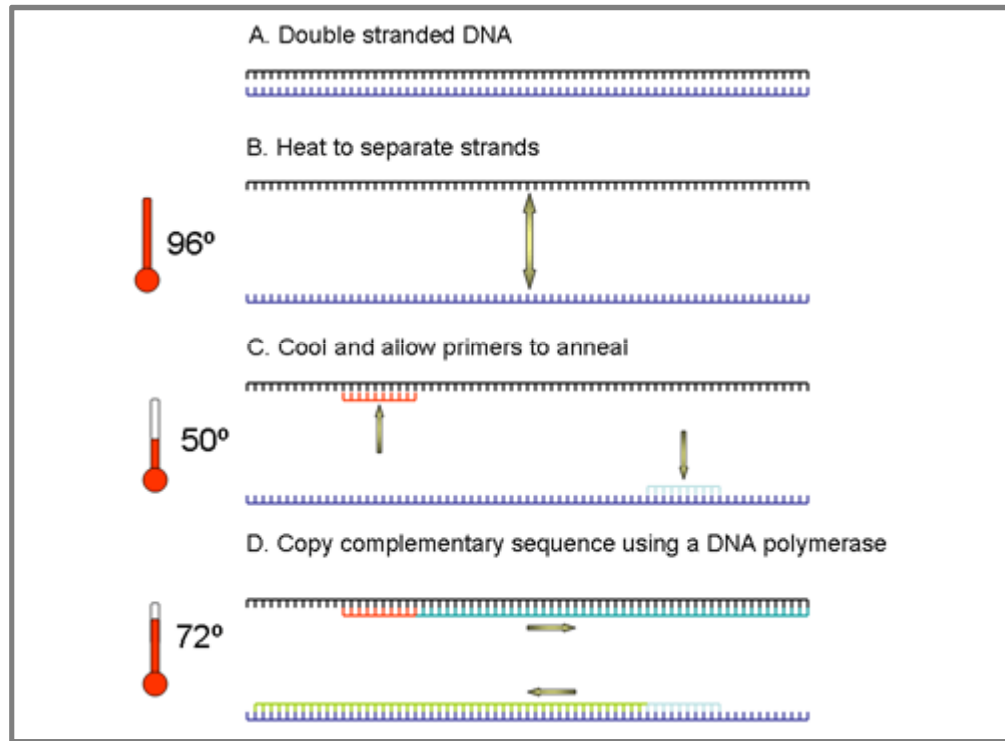 A. Double stranded DNA
B. Heat to separate strands
96º
C. Cool and allow primers to anneal
50º
D. Copy complementary sequence using a DNA polymerase
72º